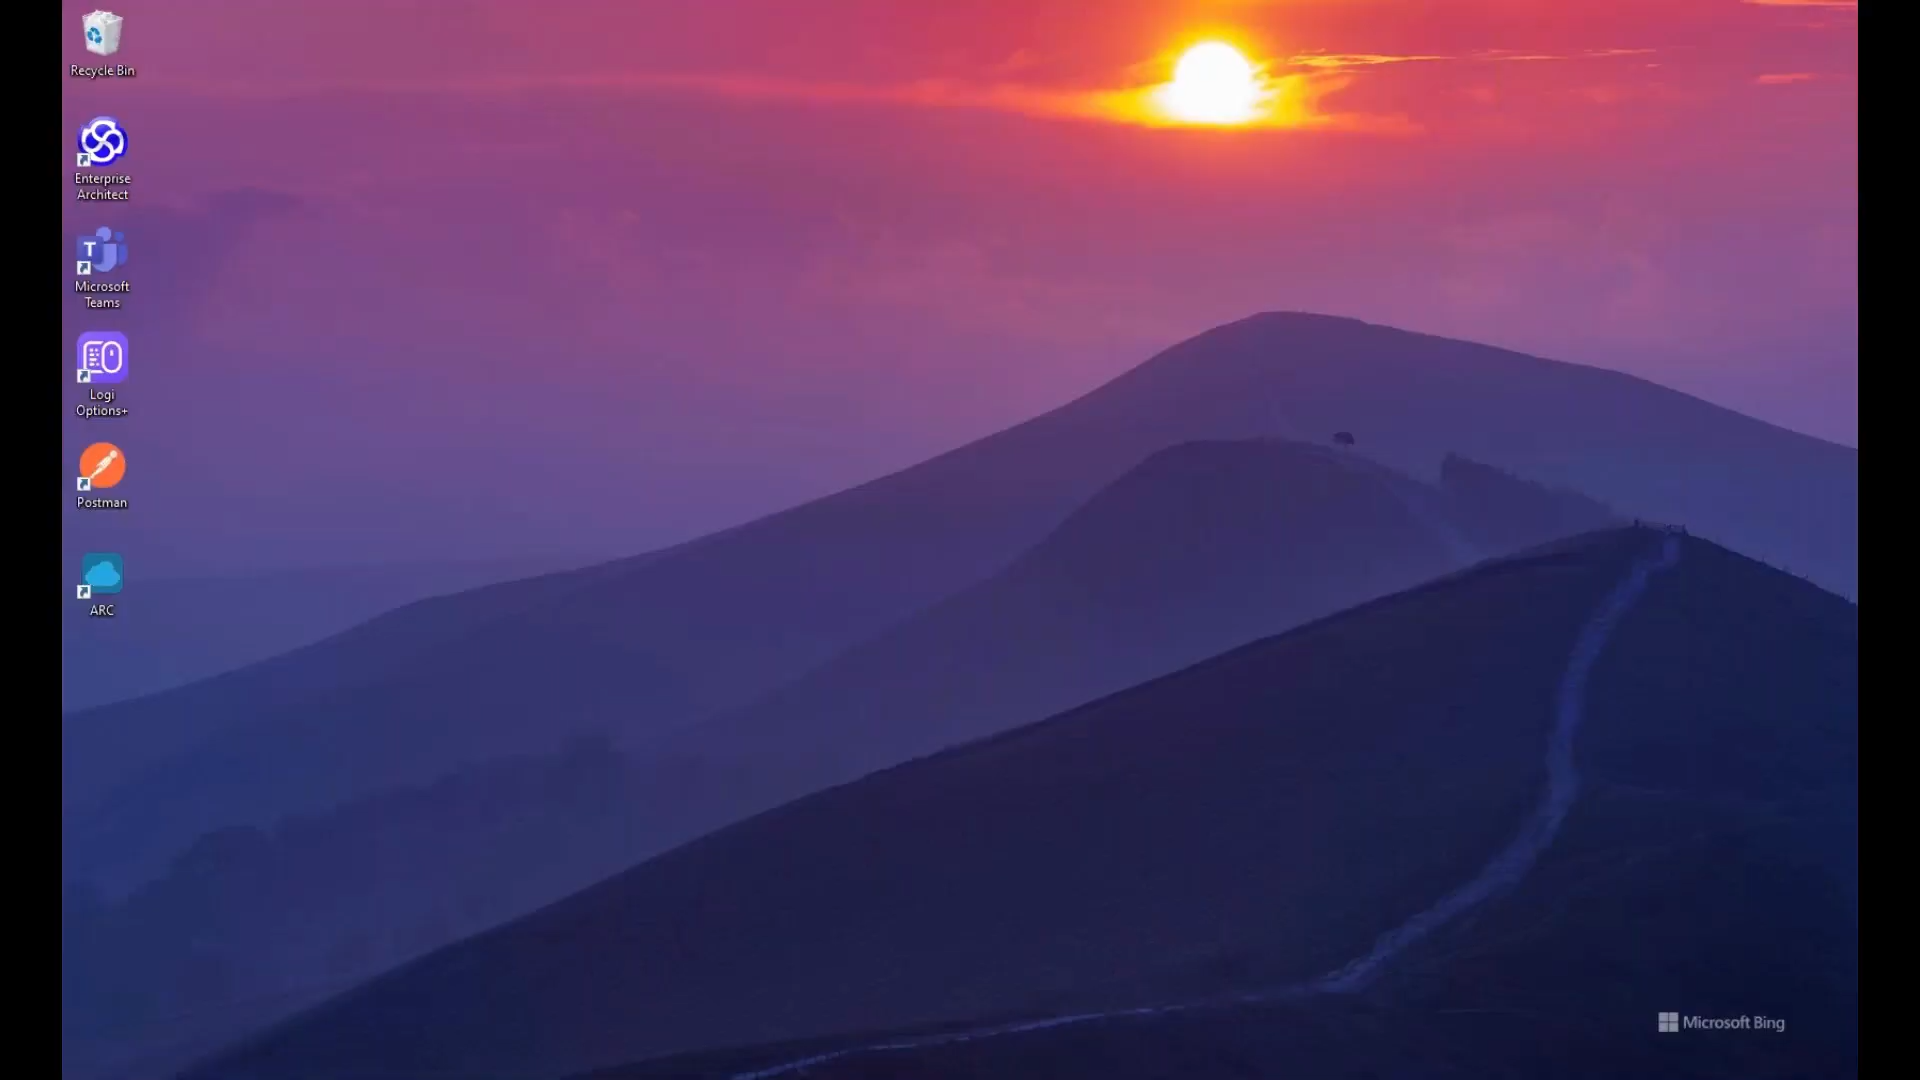 Recycle Bin
Enterprise
Architect
T
Microsoft
Teams
Logi
Options+
Postman
ARC
Microsoft Bing